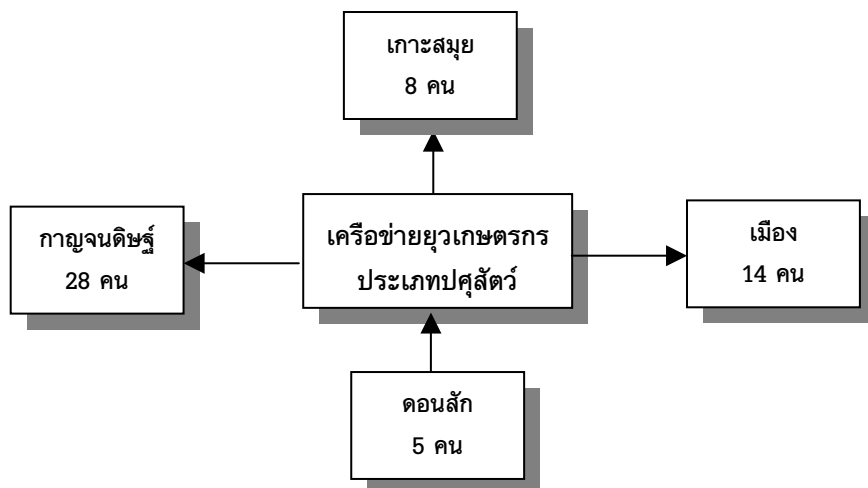 เกาะสมุย
8 คน
กาญจนดิษฐ์
28 คน
เครือข่ายยุวเกษตรกร
ประเภทปศุสัตว์
เมือง
14 คน
ดอนสัก
5 คน